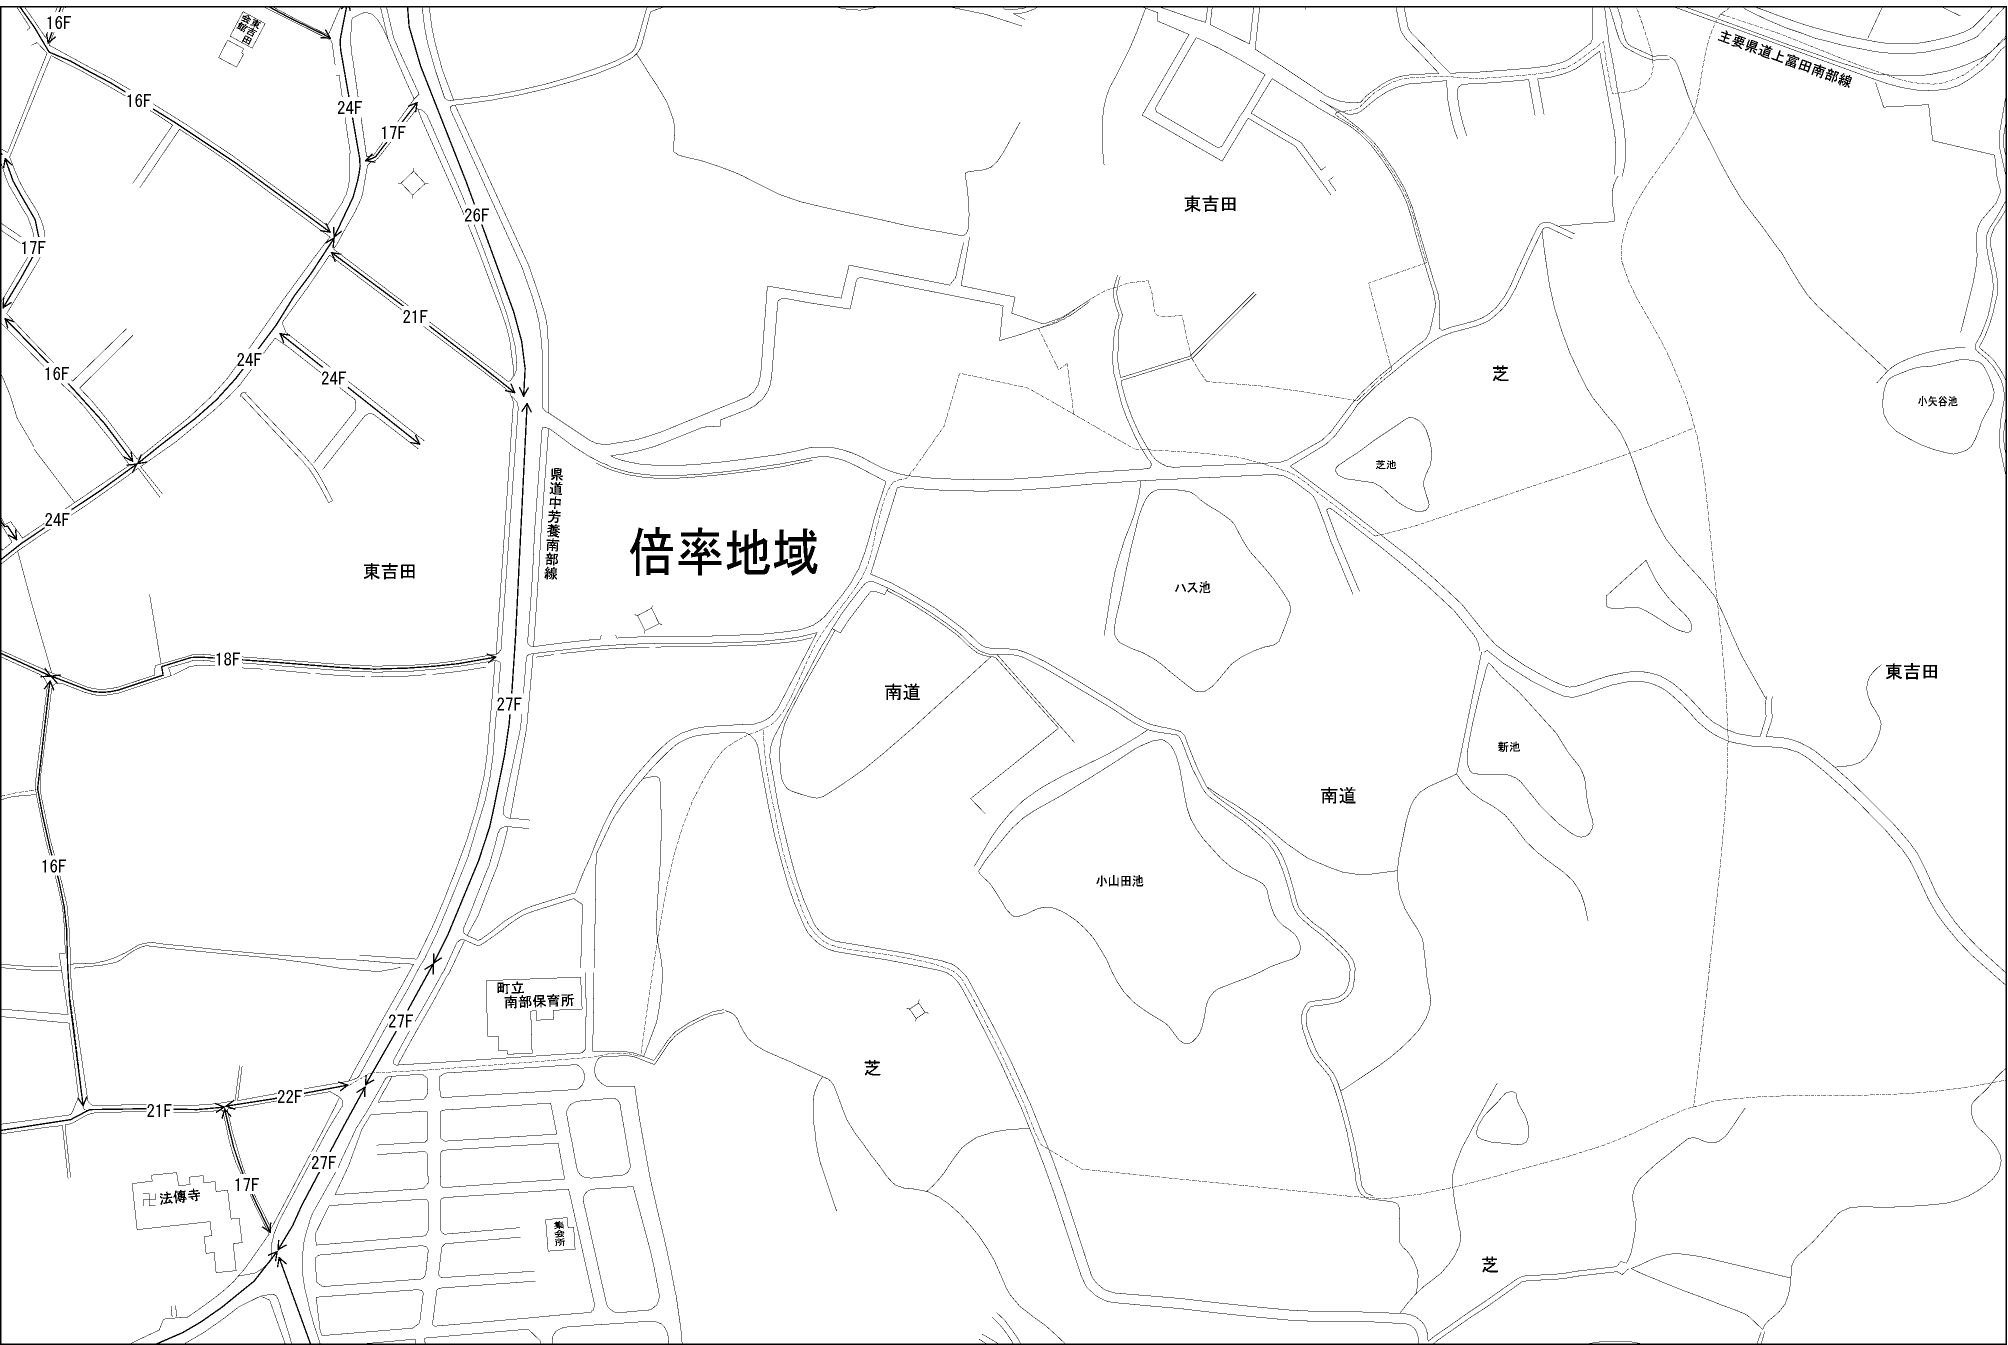 16F
東吉田
会館
主要県道上富田南部線
16F
24F
17F
東吉田
26F
17F
21F
24F
16F
24F
芝
小矢谷池
芝池
県道中芳養南部線
24F
倍率地域
東吉田
ハス池
18F
東吉田
南道
27F
新池
南道
16F
小山田池
町立
南部保育所
27F
芝
22F
21F
27F
17F
卍法傳寺
集会所
芝